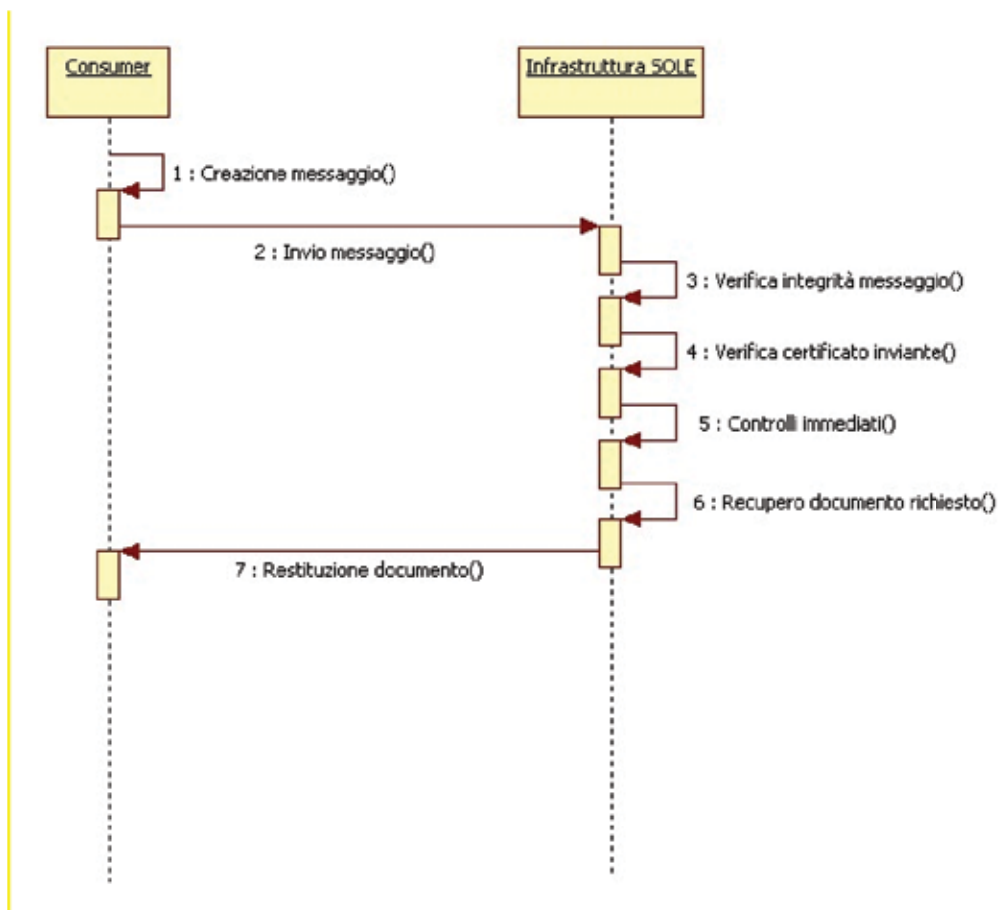 Consumer
Infrastruttura SOLE
1 : Creazione messaggio()
2 : Invio messaggio()
3 : Verifica integrità messaggio()
4 : Verifica certificato inviante()
5 : Controlli immediati()
6 : Recupero documento richiesto()
7 : Restituzione documento()